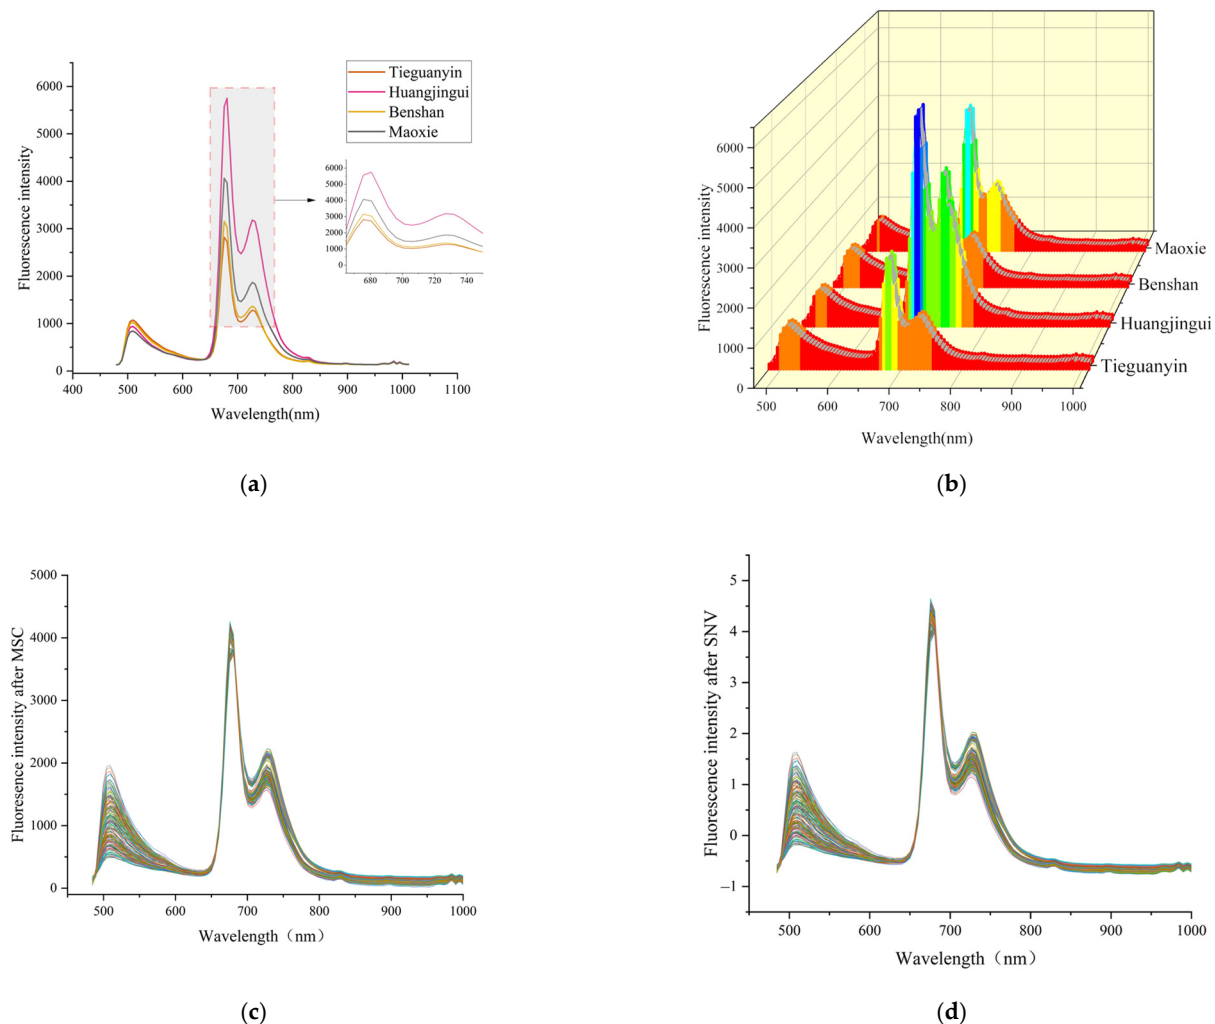 Tieguanyin
Huangjingui
Benshan
Maoxie
6000
5000
4000
3000
2000
1000
0
Fluorescence intensity
400 500 600 700 800 900 1000 1100
Wavelength(nm)
6000
5000
4000
3000
2000
1000
0
680 700 720 740
(a)
6000
5000
4000
3000
2000
1000
0
Fluorescence intensity
500 600 700 800 900 1000
Wavelength(nm)
Maoxie
Benshan
Huangjingui
Tieguanyin
(b)
5000
4000
3000
2000
1000
0
Fluoresence intensity after MSC
500 600 700 800 900 1000
Wavelength（nm）
(c)
5
4
3
2
1
0
–1
Fluorescence intensity after SNV
500 600 700 800 900 1000
Wavelength（nm）
(d)